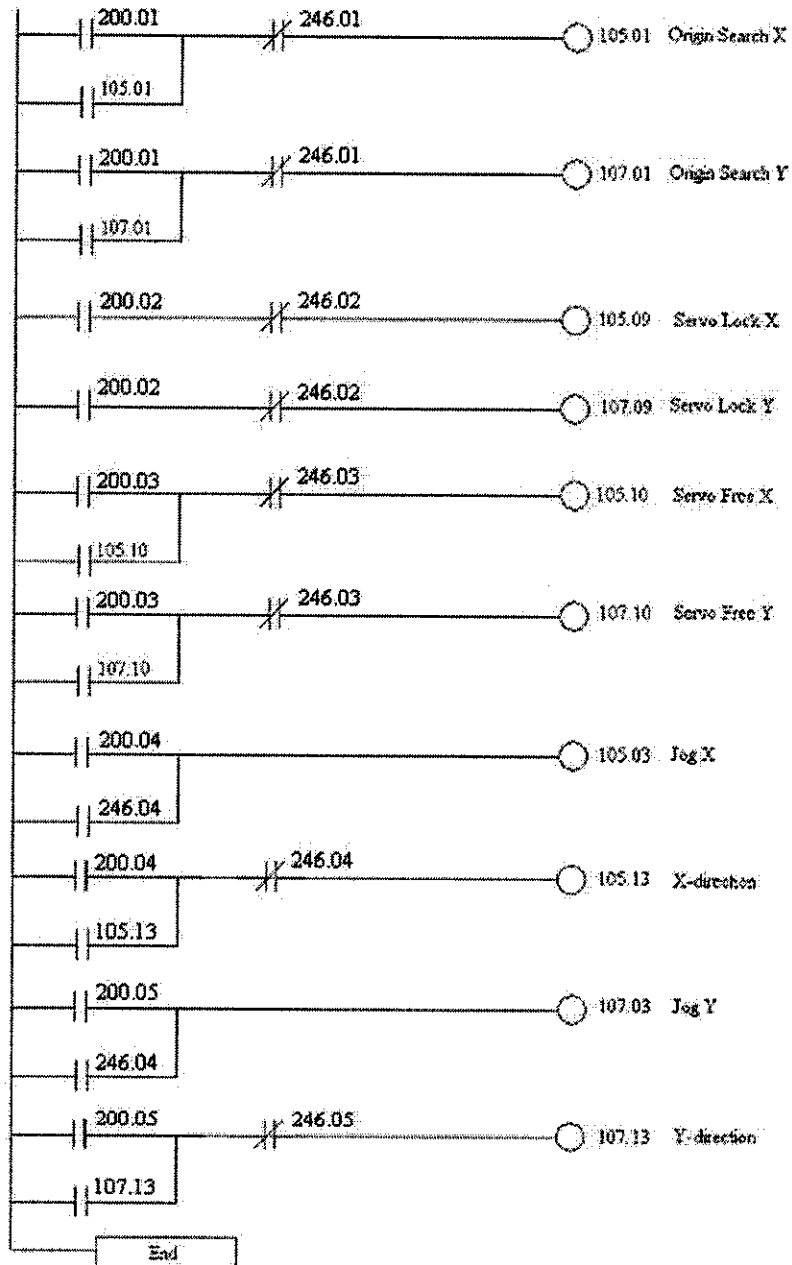 200.01 246.01 105.01 Origin Search X
105.01
200.01 246.01 107.01 Origin Search Y
107.01
200.02 246.02 105.09 Servo Lock X
200.02 246.02 107.09 Servo Lock Y
200.03 246.03 105.10 Servo Free X
105.10
200.03 246.03 107.10 Servo Free Y
107.10
200.04 105.03 Jog X
246.04
200.04 246.04 105.13 X-direction
105.13
200.05 107.03 Jog Y
246.04
200.05 246.05 107.13 Y-direction
107.13
End